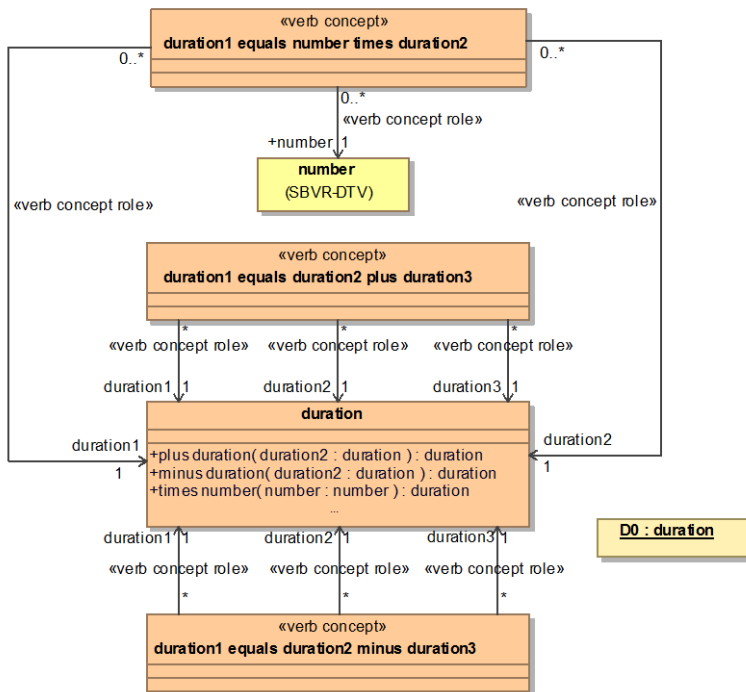 «verb concept»
duration1 equals number times duration2
0..*
0..*
0..*
«verb concept role»
+number 1
number
(SBVR-DTV)
«verb concept role»
«verb concept role»
«verb concept»
duration1 equals duration2 plus duration3
* * *
«verb concept role» «verb concept role» «verb concept role»
duration1 1 duration2 1 duration3 1
duration
duration1
1
duration2
1
+plus duration( duration2 : duration ) : duration
+minus duration( duration2 : duration ) : duration
+times number( number : number ) : duration
...
D0 : duration
duration1 1 duration2 1 duration3 1
«verb concept role» «verb concept role» «verb concept role»
* * *
«verb concept»
duration1 equals duration2 minus duration3